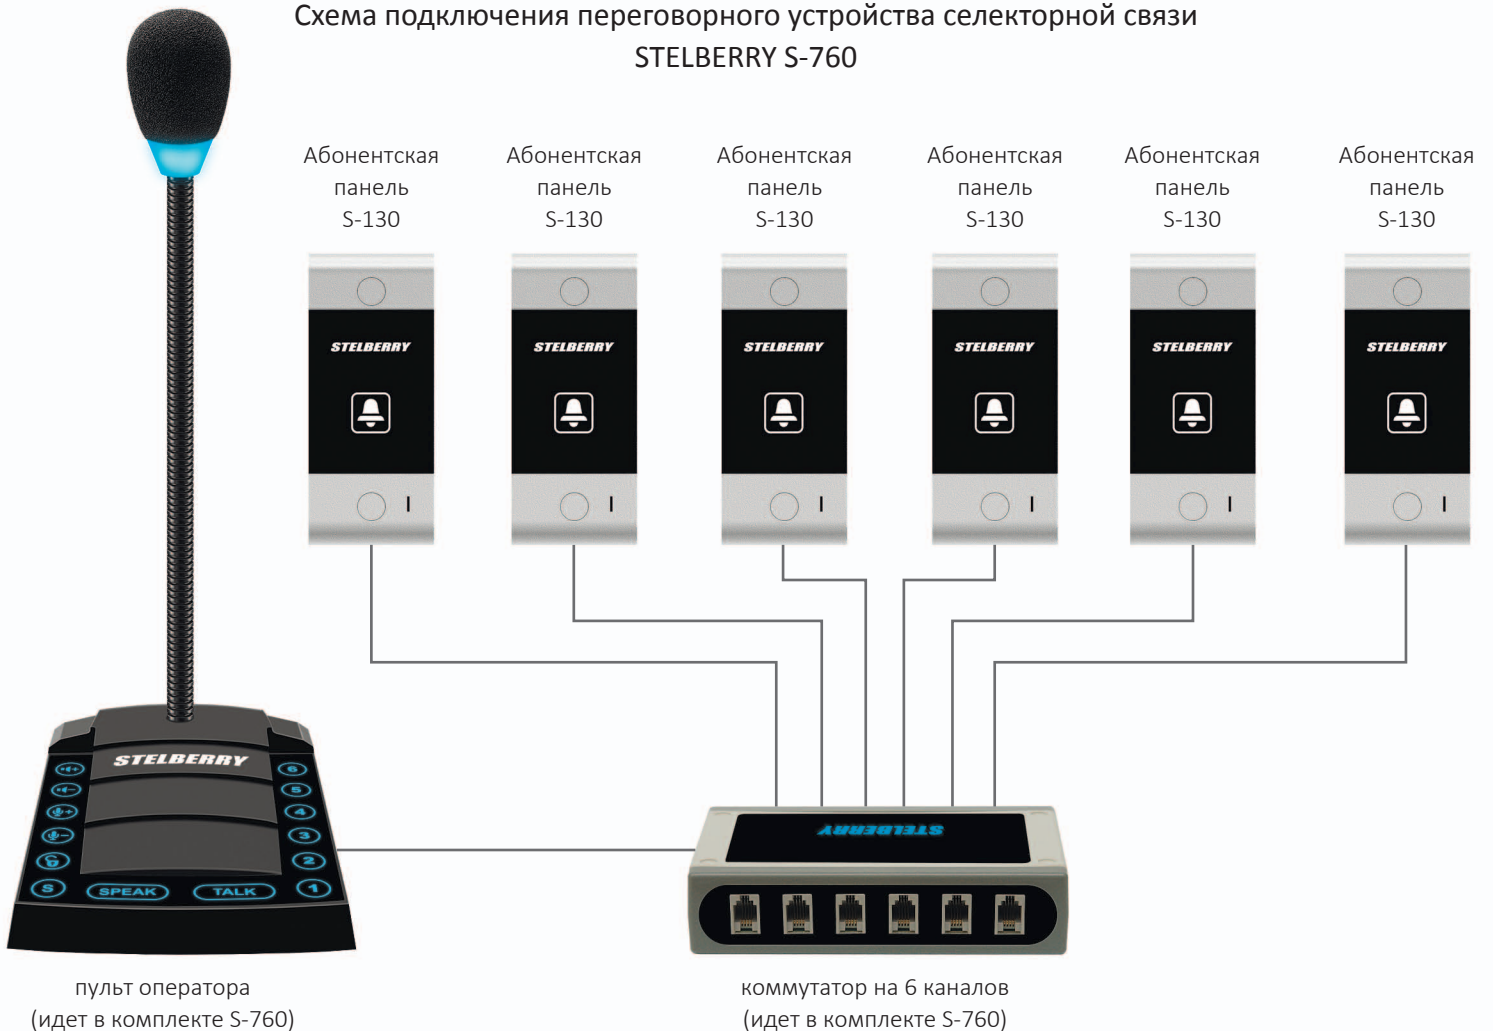 Схема подключения переговорного устройства селекторной связи
STELBERRY S-760
Абонентская
панель
S-130
Абонентская
панель
S-130
Абонентская
панель
S-130
Абонентская
панель
S-130
Абонентская
панель
S-130
Абонентская
панель
S-130
STELBERRY
STELBERRY
STELBERRY
STELBERRY
STELBERRY
STELBERRY
STELBERRY
6
5
4
3
2
S
SPEAK
TALK
1
STELBERRY
пульт оператора
(идет в комплекте S-760)
коммутатор на 6 каналов
(идет в комплекте S-760)